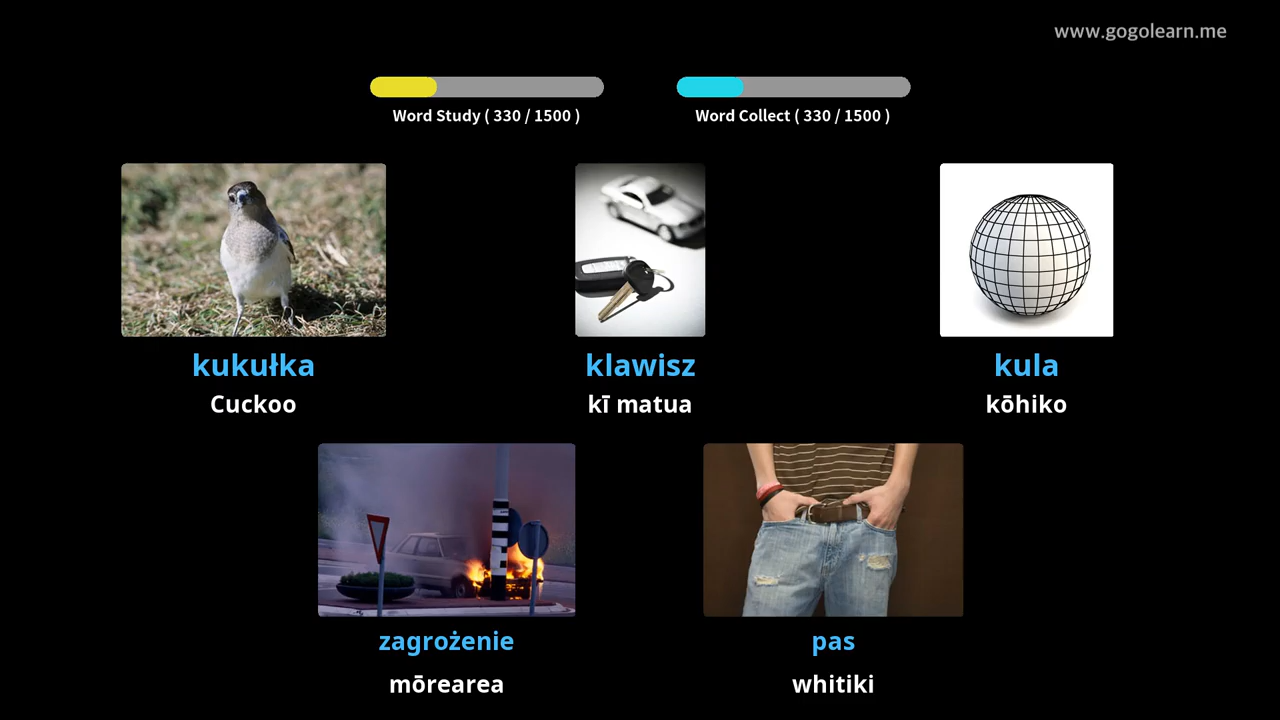 www.gogolearn.me
Word Study ( 330 / 1500 )
Word Collect ( 330 / 1500 )
kukułka
Cuckoo
klawisz
kī matua
kula
kōhiko
zagrożenie
mōrearea
pas
whitiki